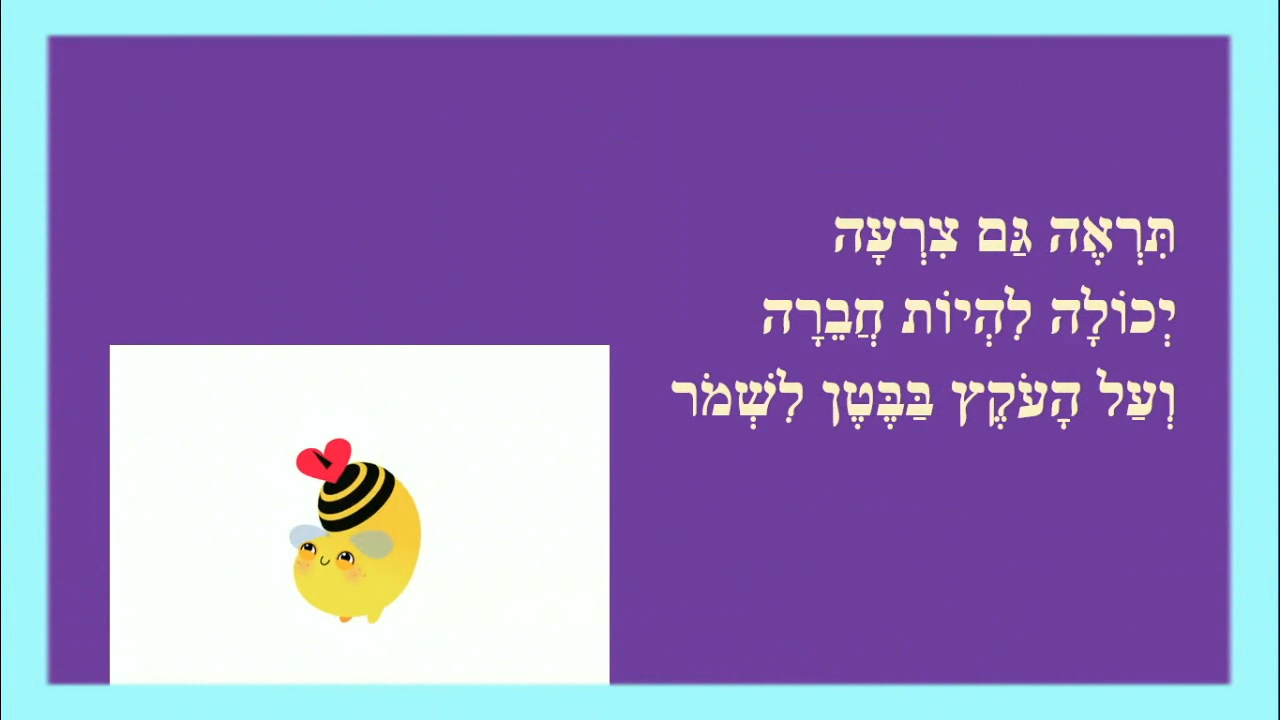 תִּרְאֶה גַּם צִרְעָה
יְכוֹלָה לִהְיוֹת חֲבֵרָה
וְעַל הָעֹקֶץ בַּבֶּטֶן לִשְׁמֹר